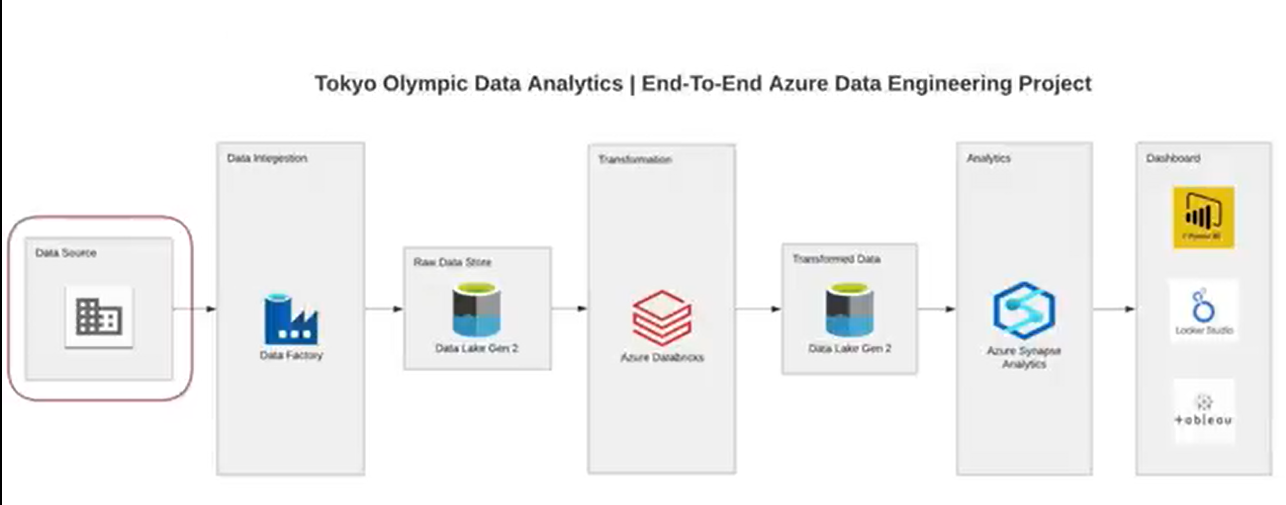 Tokyo Olympic Data Analytics | End-To-End Azure Data Engineering Project
Data Source
Data Integestion
Data Factory
Raw Data Store
Data Lake Gen 2
Transformation
Azure Databricks
Transformed Data
Data Lake Gen 2
Analytics
Azure Synapse
Analytics
Dashboard
Power BI
Looker Studio
+ableau